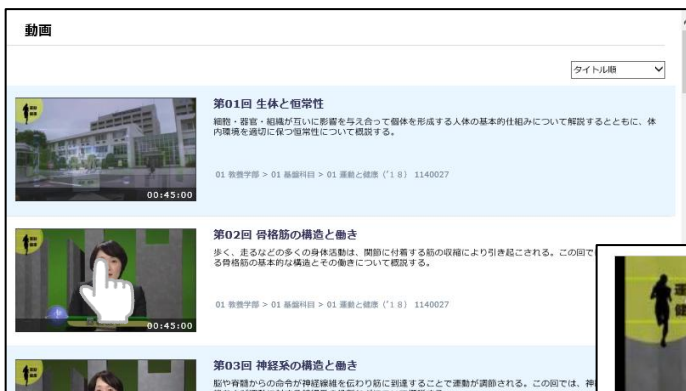 動画
タイトル順
第01回 生体と恒常性
細胞・器官・組織が互いに影響を与え合って個体を形成する人体の基本的仕組みについて解説するとともに、体
内環境を適切に保つ恒常性について概説する。
01 教養学部 > 01 基盤科目 > 01 運動と健康（'１８） 1140027
00:45:00
第02回 骨格筋の構造と働き
歩く、走るなどの多くの身体活動は、関節に付着する筋の収縮により引き起こされる。この回で
る骨格筋の基本的な構造とその働きについて概説する。
01 教養学部 > 01 基盤科目 > 01 運動と健康（'１８） 1140027
00:45:00
第03回 神経系の構造と働き
脳や脊髄からの命令が神経線維を伝わり筋に到達することで運動が調節される。この回では、神